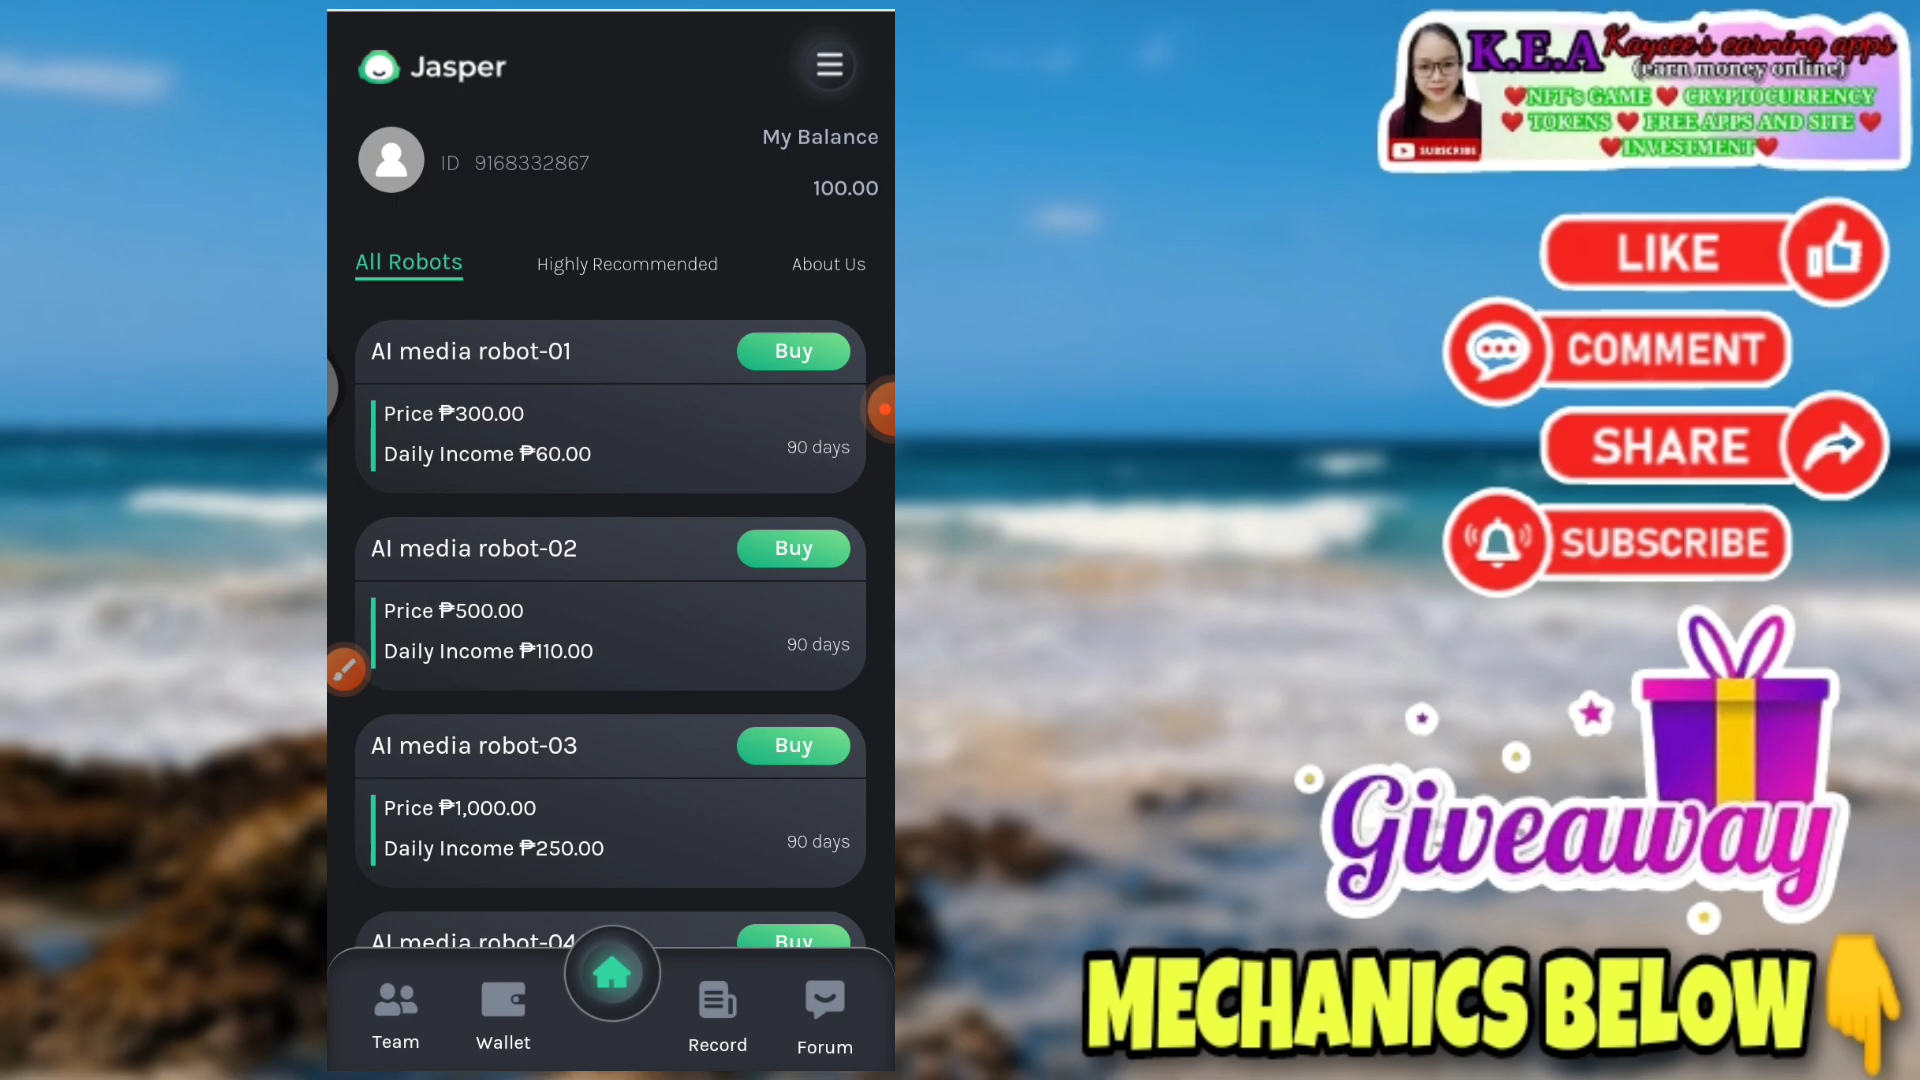 Jasper
My Balance
ID 9168332867
100.00
All Robots
Highly Recommended
About Us
AI media robot-01
Buy
Price ₱300.00
Daily Income ₱60.00
90 days
AI media robot-02
Buy
Price ₱500.00
Daily Income ₱110.00
90 days
AI media robot-03
Buy
Price ₱1,000.00
Daily Income ₱250.00
90 days
AI media robot-04
Buy
Team
Wallet
Record
Forum
K.E.A Kaycee's earning apps
(earn money online)
NFT's GAME CRYPTOCURRENCY
TOKENS FREE APPS AND SITE
INVESTMENT
SUBSCRIBE
LIKE
COMMENT
SHARE
SUBSCRIBE
Giveaway
MECHANICS BELOW